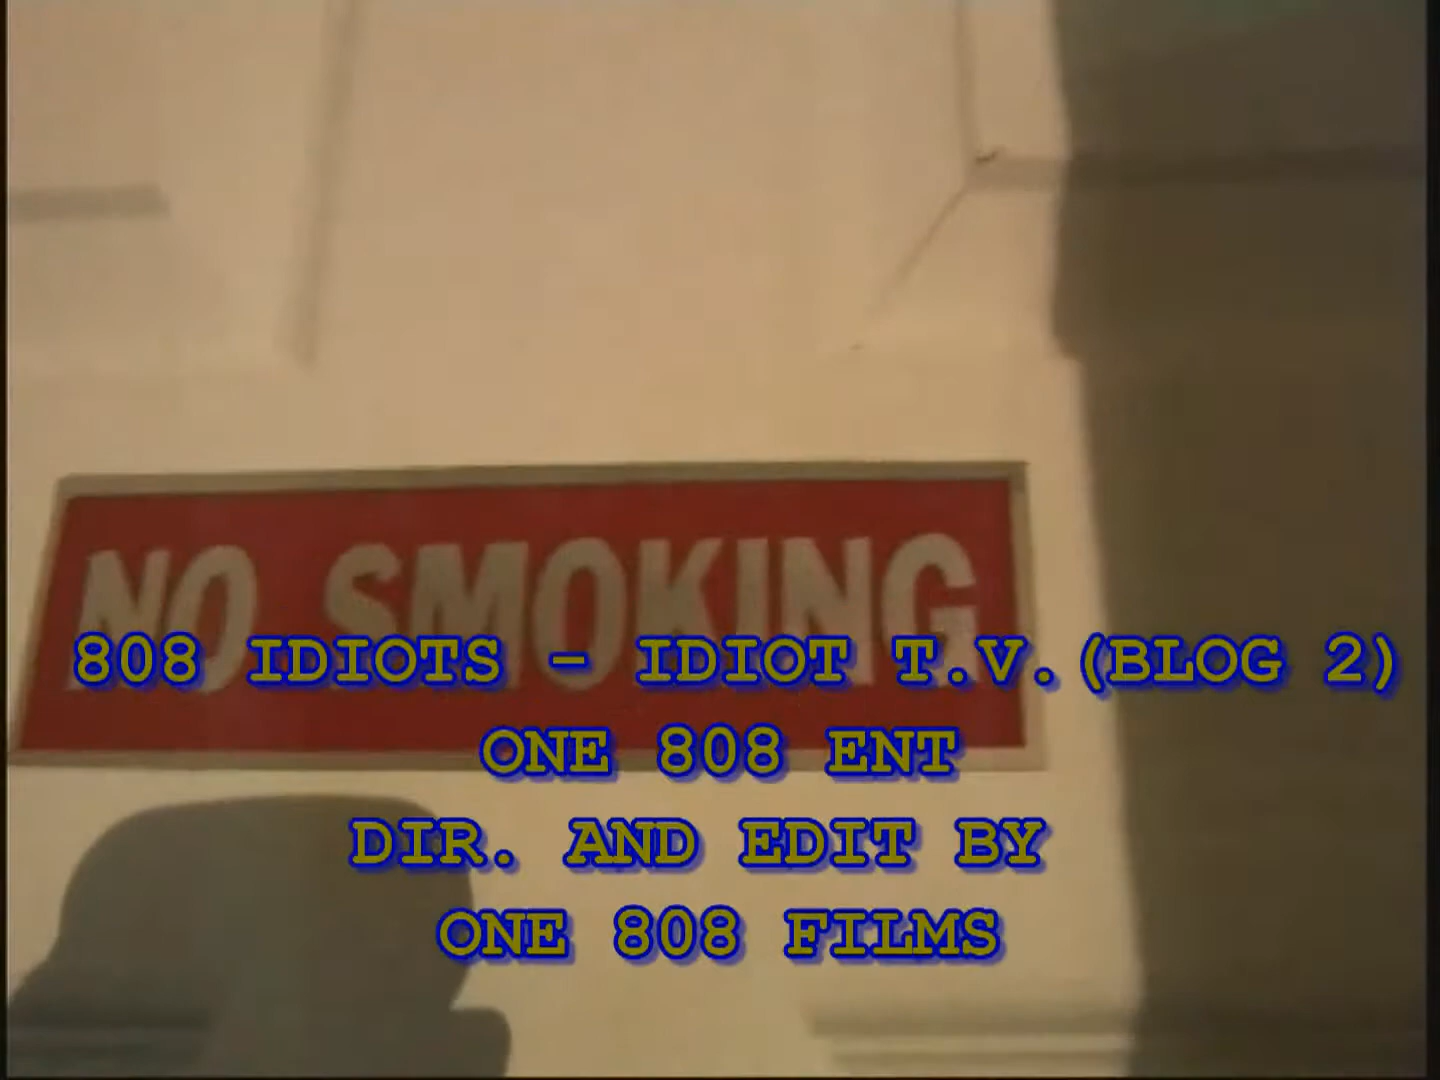 NO SMOKING
808 IDIOTS - IDIOT T.V.(BLOG 2)
ONE 808 ENT
DIR. AND EDIT BY
ONE 808 FILMS